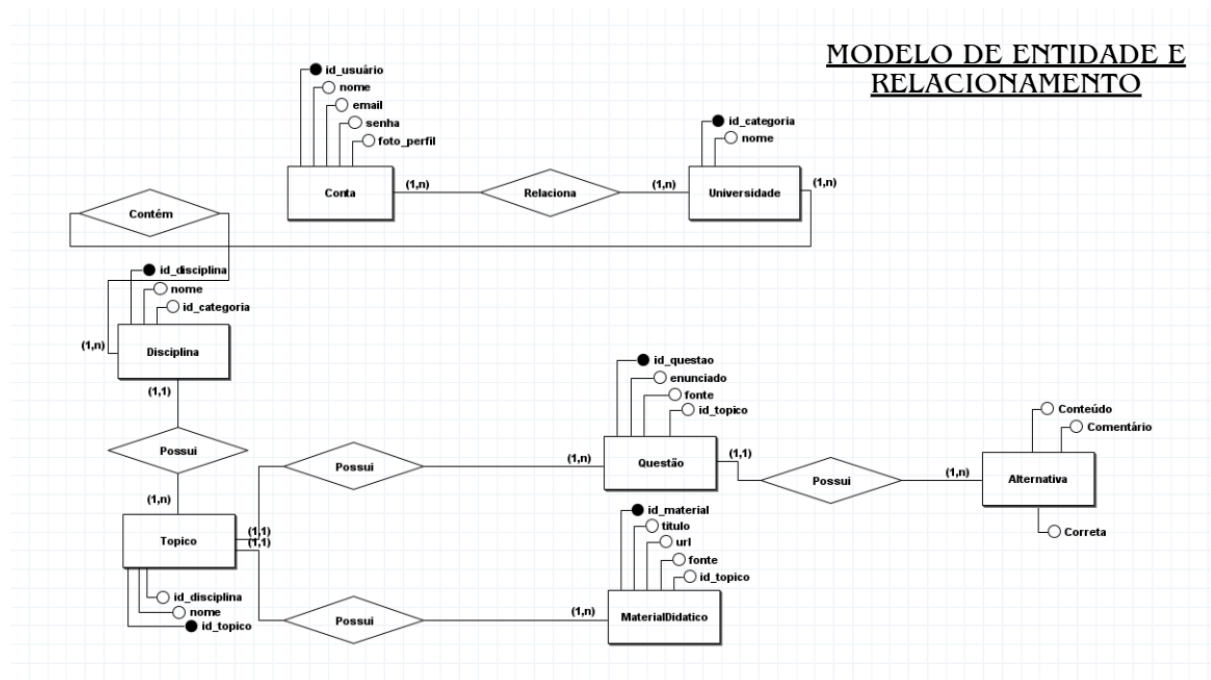 MODELO DE ENTIDADE E
RELACIONAMENTO
id_usuário
nome
email
senha
foto_perfil
Conta
(1,n)
Relaciona
(1,n)
id_categoria
nome
Universidade
(1,n)
Contém
id_disciplina
nome
id_categoria
(1,n)
Disciplina
(1,1)
Possui
(1,n)
Topico
(1,1)
(1,1)
id_disciplina
nome
id_topico
Possui
(1,n)
id_questao
enunciado
fonte
id_topico
Questão
(1,1)
Possui
(1,n)
Conteúdo
Comentário
Alternativa
Correta
Possui
(1,n)
id_material
titulo
url
fonte
id_topico
MaterialDidatico